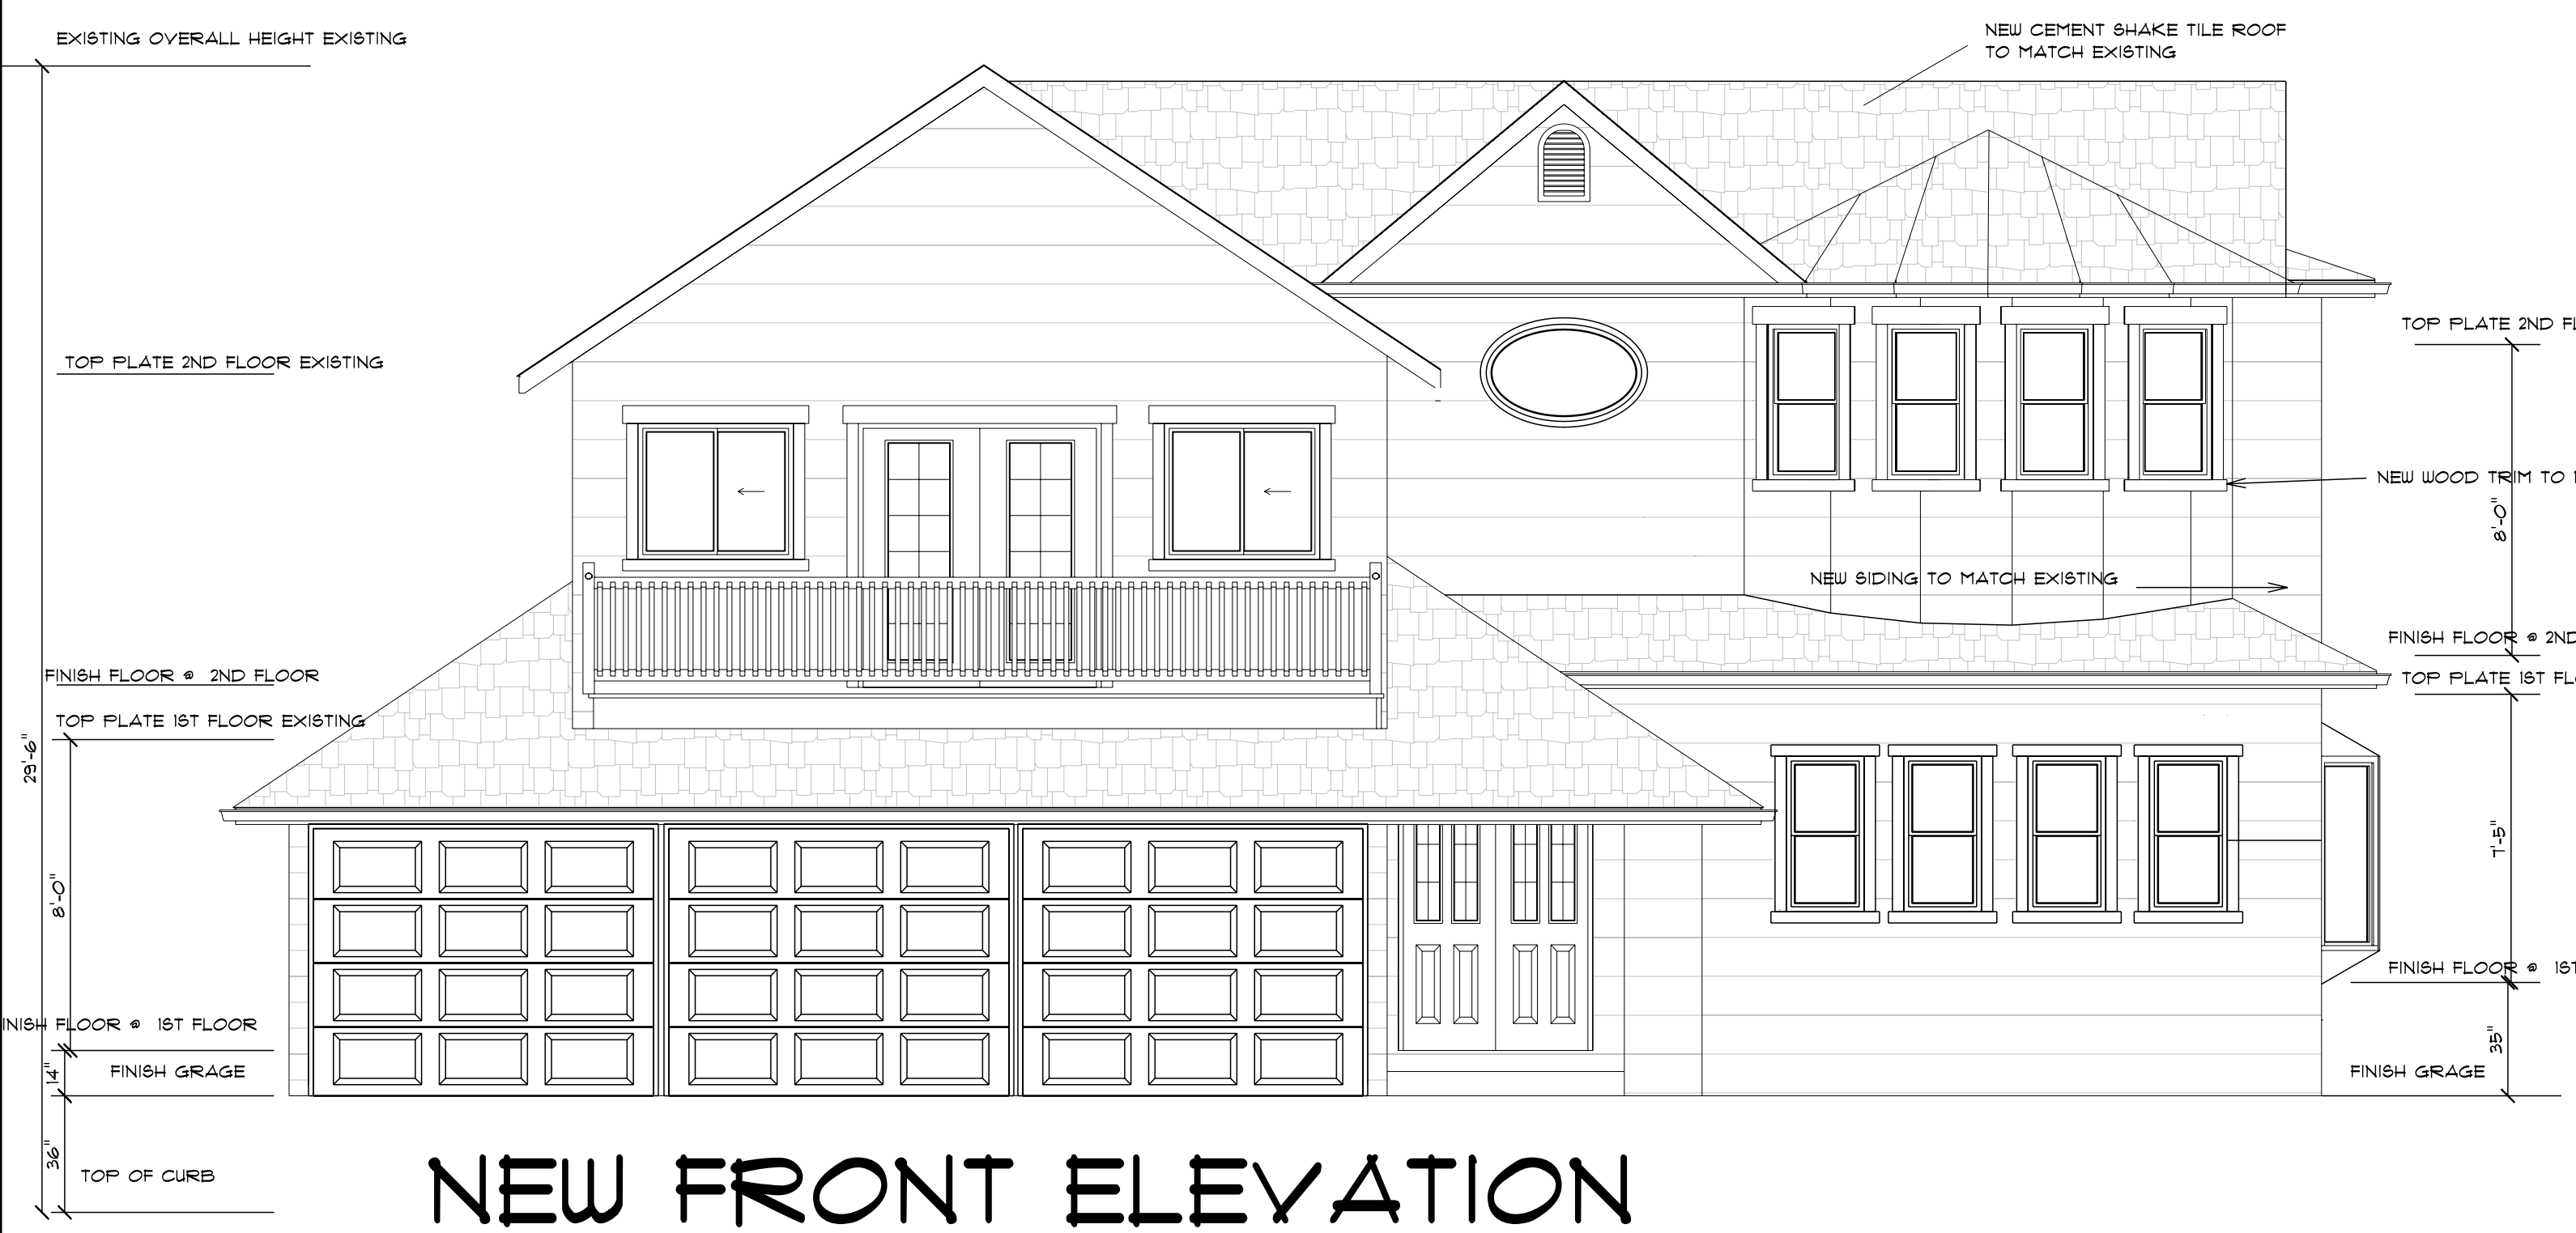 EXISTING OVERALL HEIGHT EXISTING
NEW CEMENT SHAKE TILE ROOF
TO MATCH EXISTING
TOP PLATE 2ND FL
TOP PLATE 2ND FLOOR EXISTING
NEW WOOD TRIM TO
8'-0"
NEW SIDING TO MATCH EXISTING
FINISH FLOOR @ 2ND
FINISH FLOOR @ 2ND FLOOR
TOP PLATE 1ST FLO
TOP PLATE 1ST FLOOR EXISTING
29'-6"
7'-5"
8'-0"
FINISH FLOOR @ 1ST
INISH FLOOR @ 1ST FLOOR
35"
14"
FINISH GRAGE
FINISH GRAGE
36"
TOP OF CURB
NEW FRONT ELEVATION